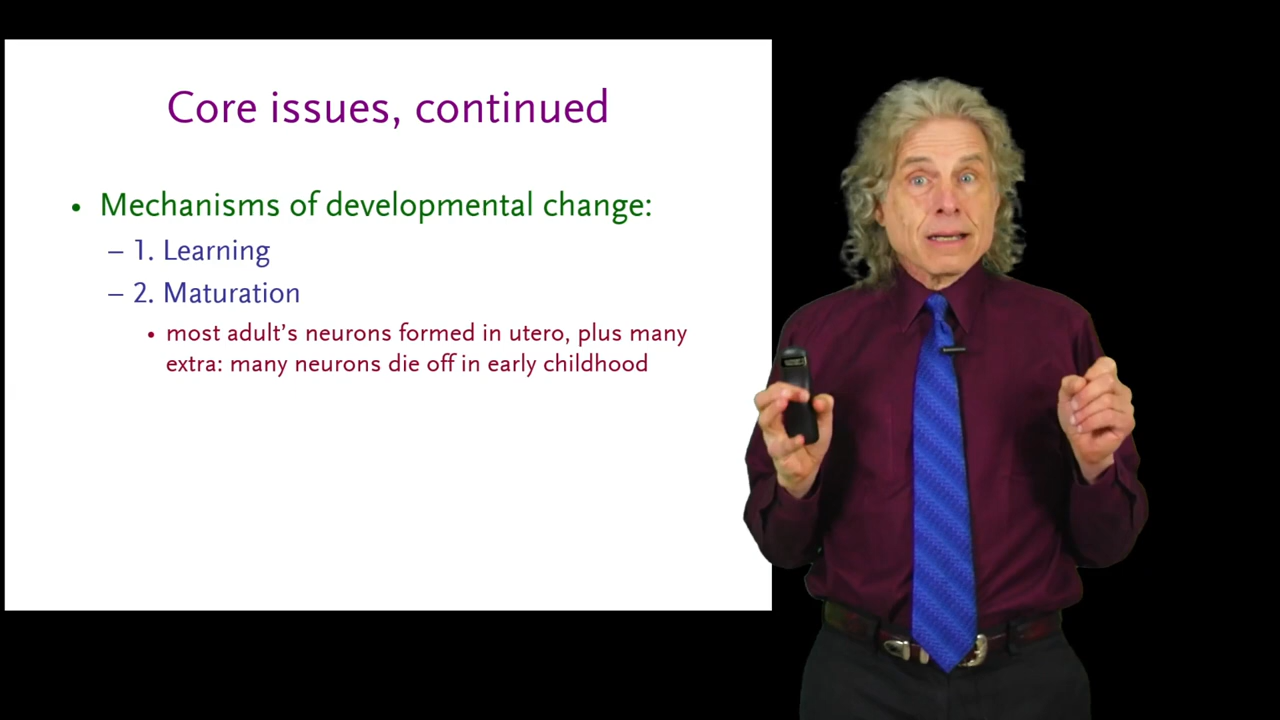 Core issues, continued
• Mechanisms of developmental change:
– 1. Learning
– 2. Maturation
• most adult’s neurons formed in utero, plus many
extra: many neurons die off in early childhood